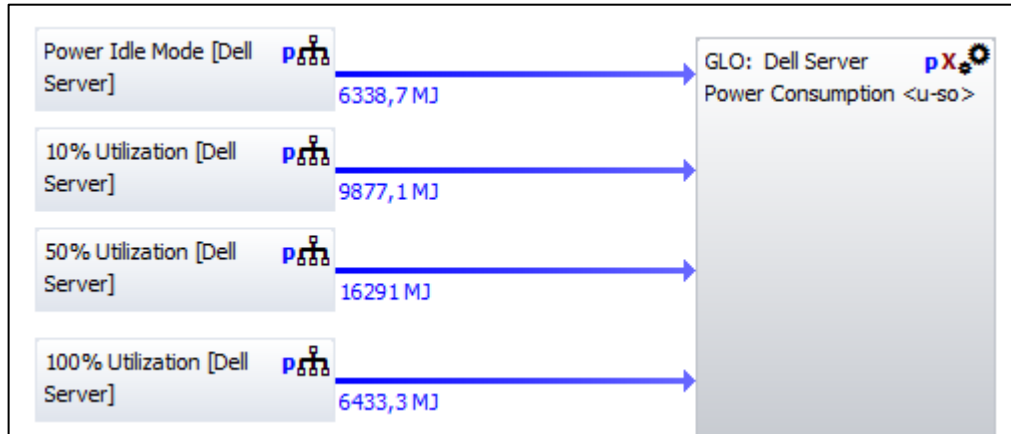 Power Idle Mode [Dell
Server]
p
6338,7 MJ
GLO: Dell Server
pX
Power Consumption <u-so>
10% Utilization [Dell
Server]
p
9877,1 MJ
50% Utilization [Dell
Server]
p
16291 MJ
100% Utilization [Dell
Server]
p
6433,3 MJ